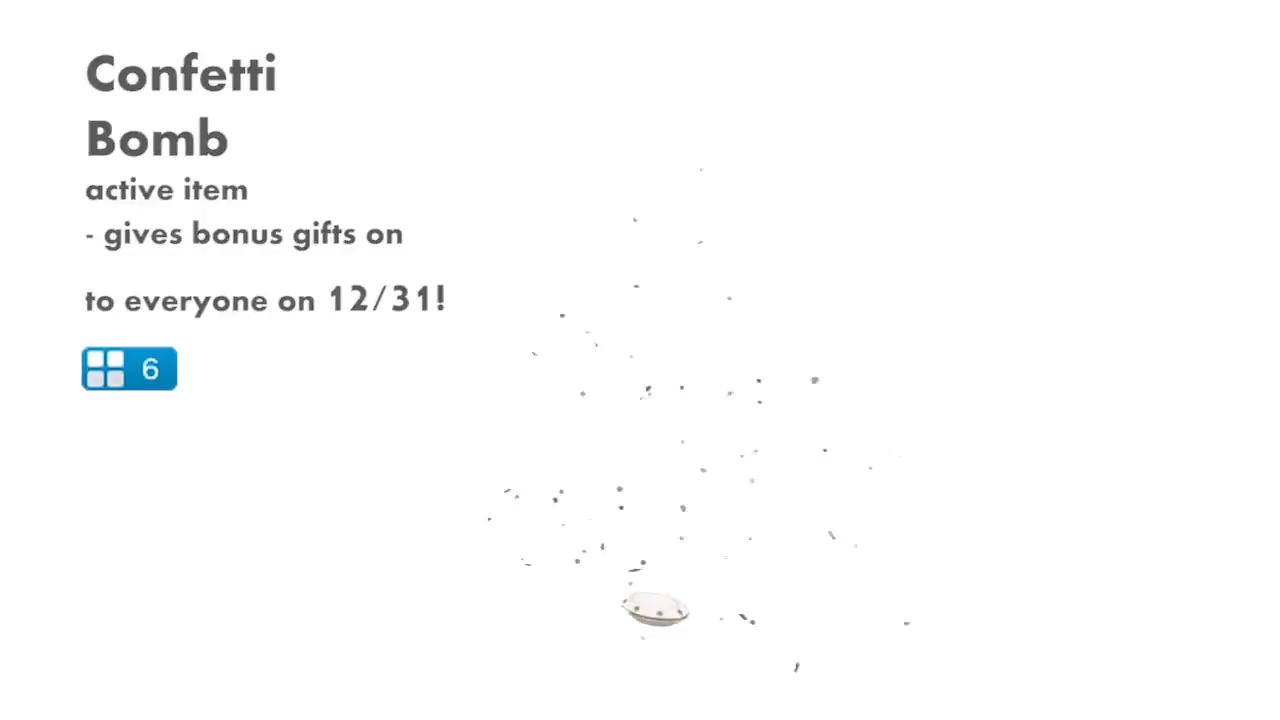 Confetti
Bomb
active item
- gives bonus gifts on
to everyone on 12/31!
6